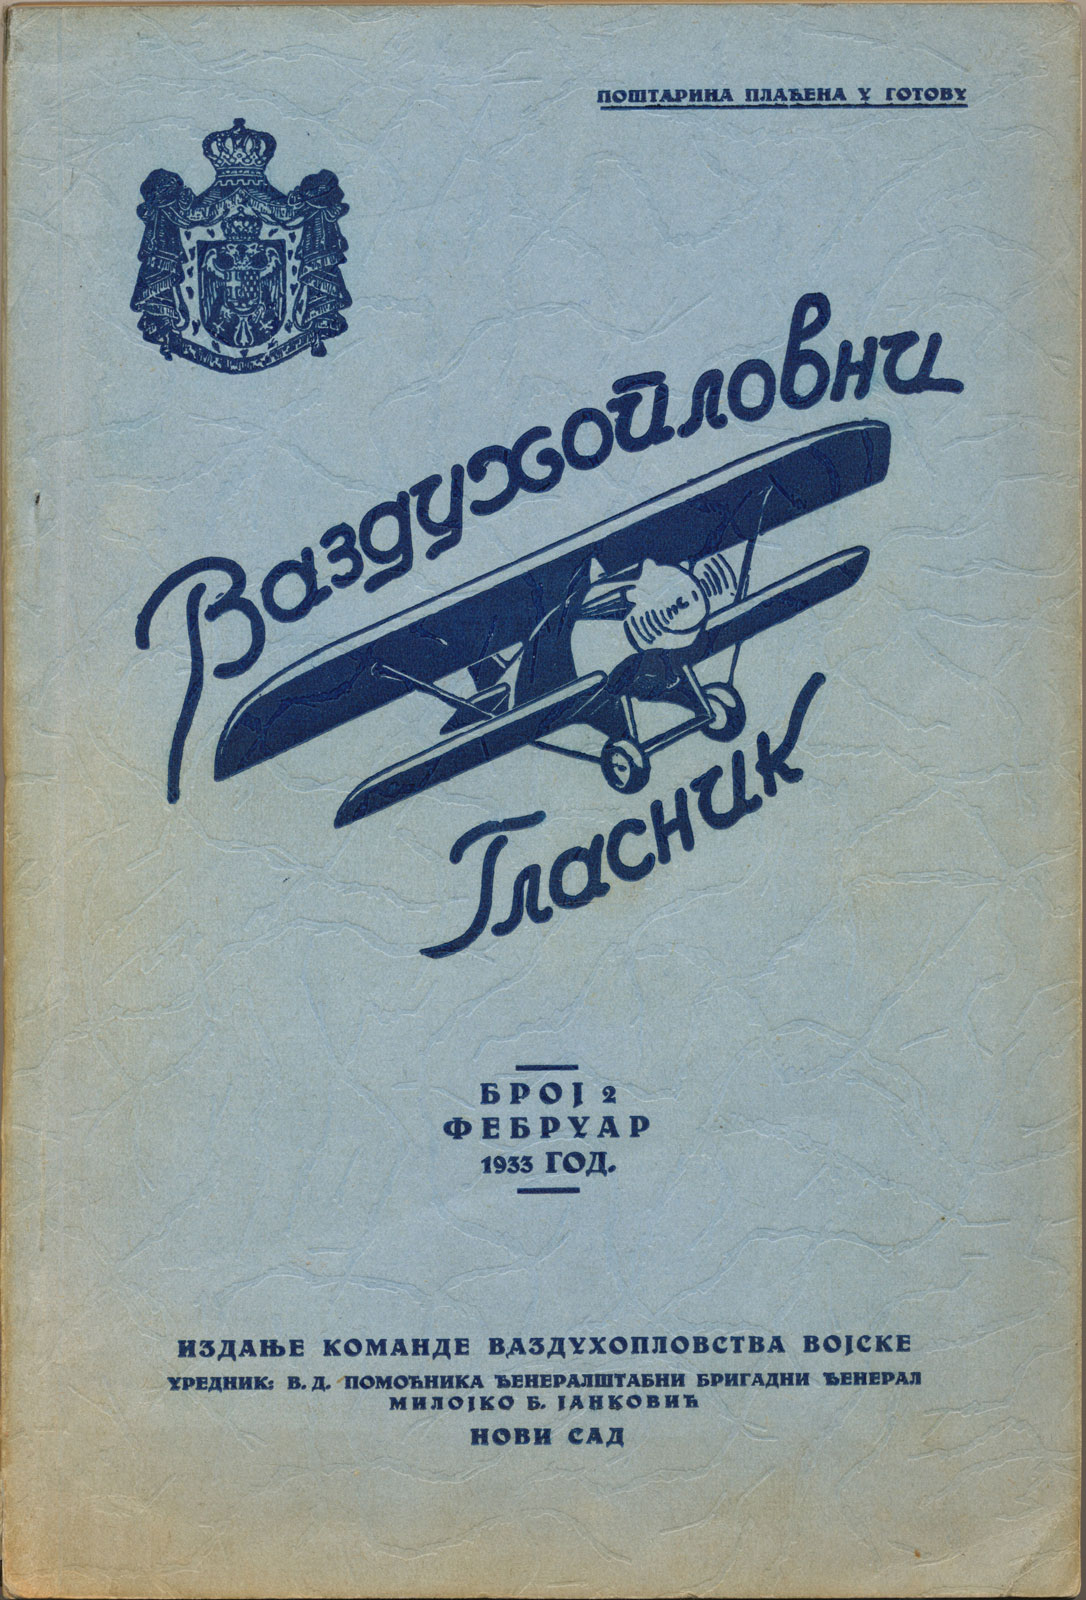 ПОШТАРИНА ПЛАЋЕНА У ГОТОВУ
Ваздухопловни
Гласник
БРОЈ 2
ФЕБРУАР
1933 ГОД.
ИЗДАЊЕ КОМАНДЕ ВАЗДУХОПЛОВСТВА ВОЈСКЕ
УРЕДНИК: В. Д. ПОМОЋНИКА ЂЕНЕРАЛШТАБНИ БРИГАДНИ ЂЕНЕРАЛ
МИЛОЈКО Б. ЈАНКОВИЋ
НОВИ САД